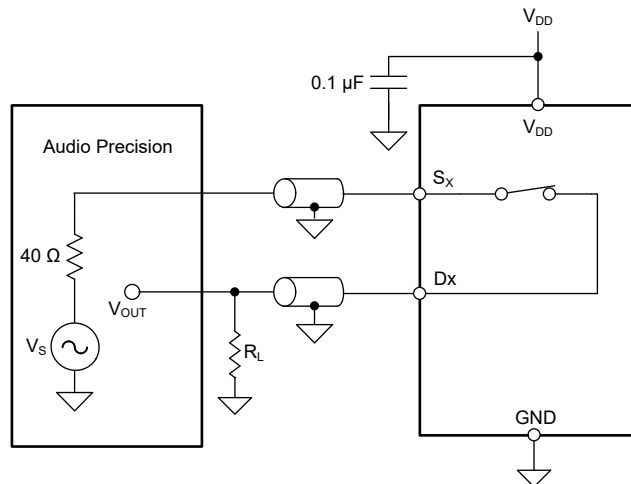 V_DD
0.1 µF
V_DD
Audio Precision
S_X
40 Ω
V_OUT
Dx
V_S
R_L
GND